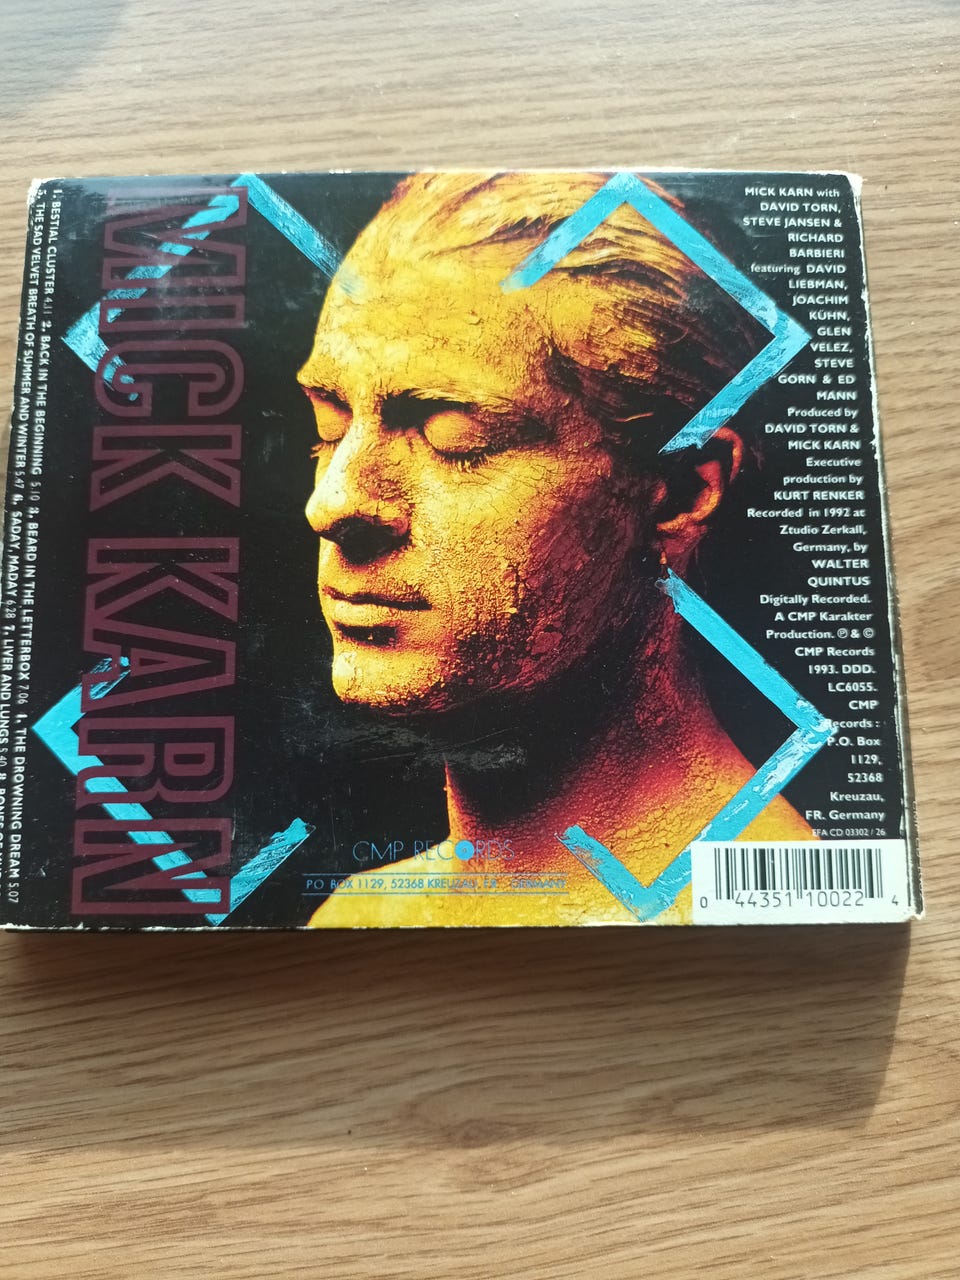 1. BESTIAL CLUSTER 4.11 2. BACK IN THE BEGINNING 5.10 3. BEARD IN THE LETTERBOX 7.06 4. THE DROWNING DREAM 5.07
5. THE SAD VELVET BREATH OF SUMMER AND WINTER 5.47 6. SADAY, MADAY 6.28 7. LIVER AND LUNGS 5.40 8. BONES OF
MICK KARN
MICK KARN with
DAVID TORN,
STEVE JANSEN &
RICHARD
BARBIERI
featuring DAVID
LIEBMAN,
JOACHIM
KÜHN,
GLEN
VELEZ,
STEVE
GORN & ED
MANN
Produced by
DAVID TORN &
MICK KARN
Executive
production by
KURT RENKER
Recorded in 1992 at
Ztudio Zerkall,
Germany, by
WALTER
QUINTUS
Digitally Recorded.
A CMP Karakter
Production. ℗ & ©
CMP Records
1993. DDD.
LC6055.
CMP
Records :
P.O. Box
1129,
52368
Kreuzau,
FR. Germany
EFA CD 03302 / 26
CMP RECORDS
PO BOX 1129, 52368 KREUZAU, F.R. GERMANY
0 44351 10022 4